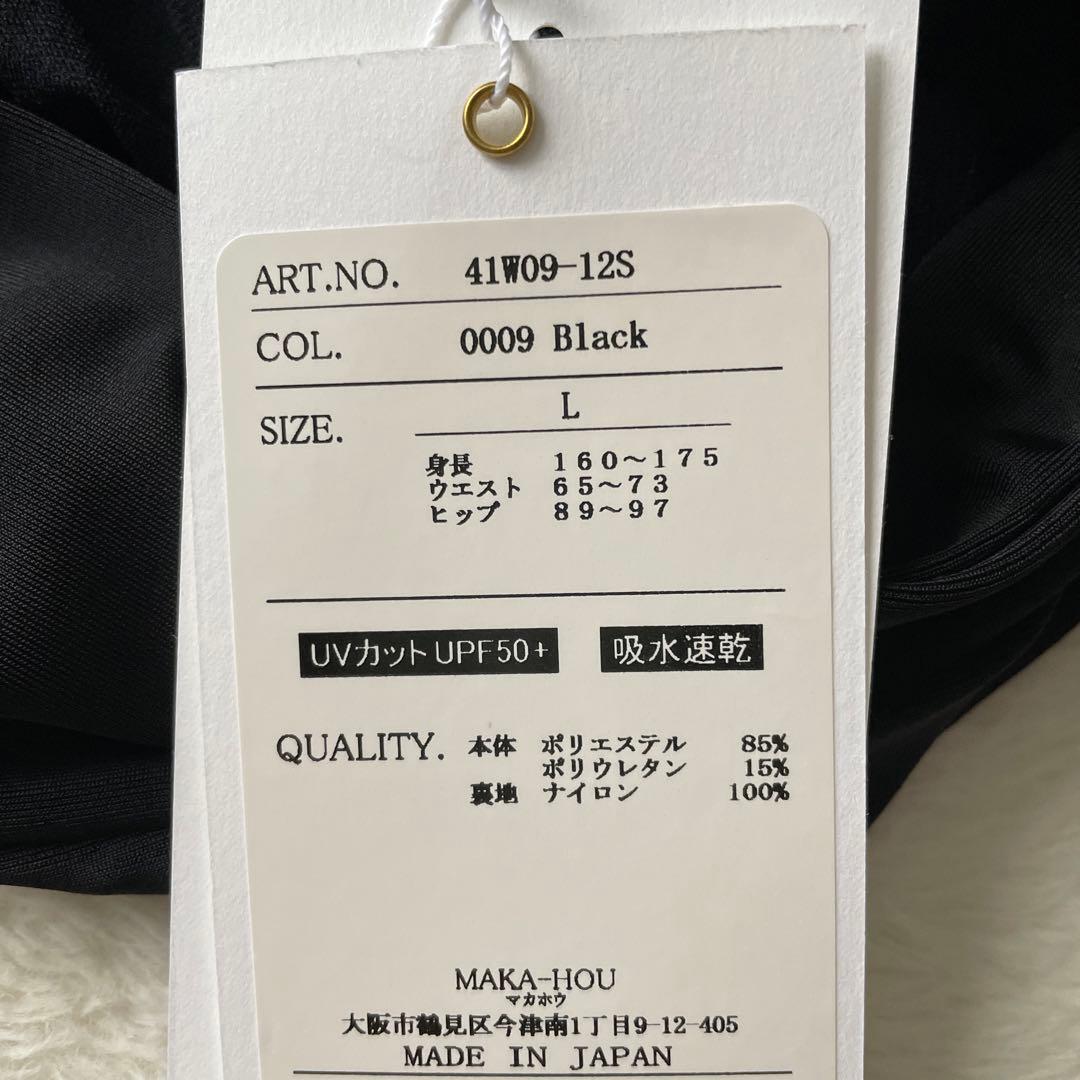 ART.NO. 41W09-12S
COL. 0009 Black
SIZE. L
身長 160～175
ウエスト 65～73
ヒップ 89～97
UVカットUPF50+ 吸水速乾
QUALITY. 本体 ポリエステル 85%
ポリウレタン 15%
裏地 ナイロン 100%
MAKA-HOU
マカホウ
大阪市鶴見区今津南1丁目9-12-405
MADE IN JAPAN